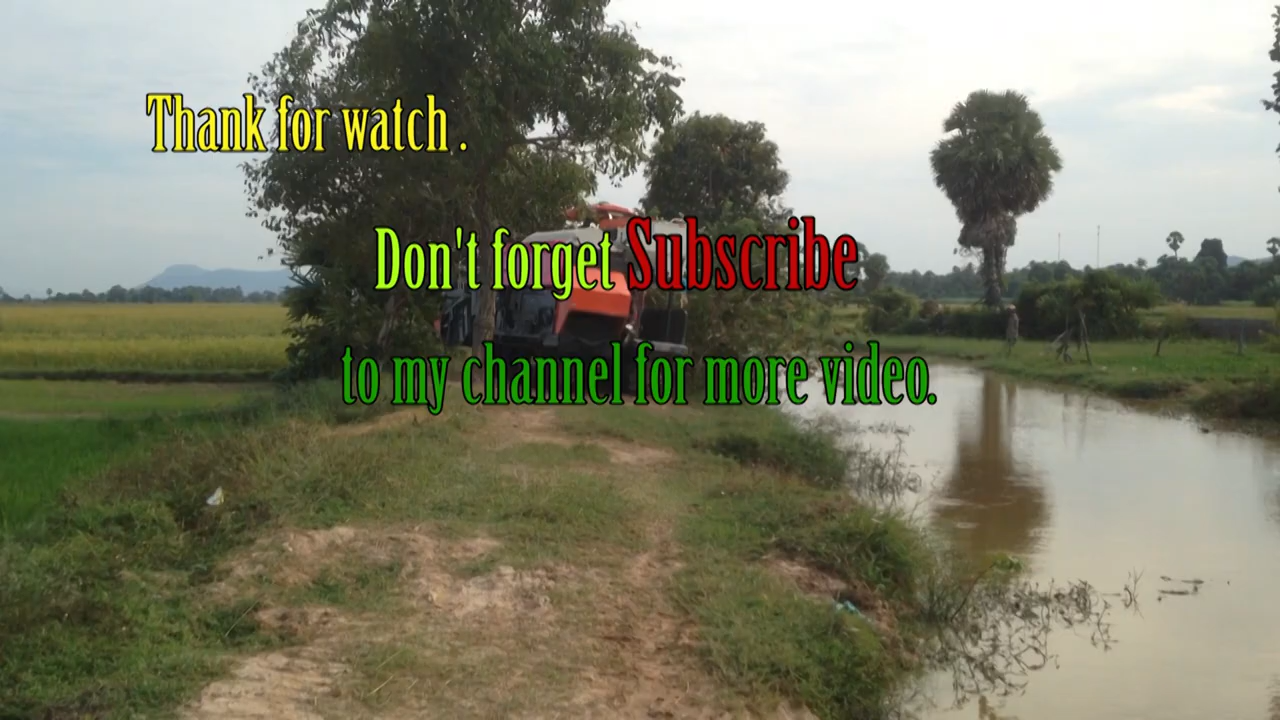 Thank for watch .
Don't forget Subscribe
to my channel for more video.